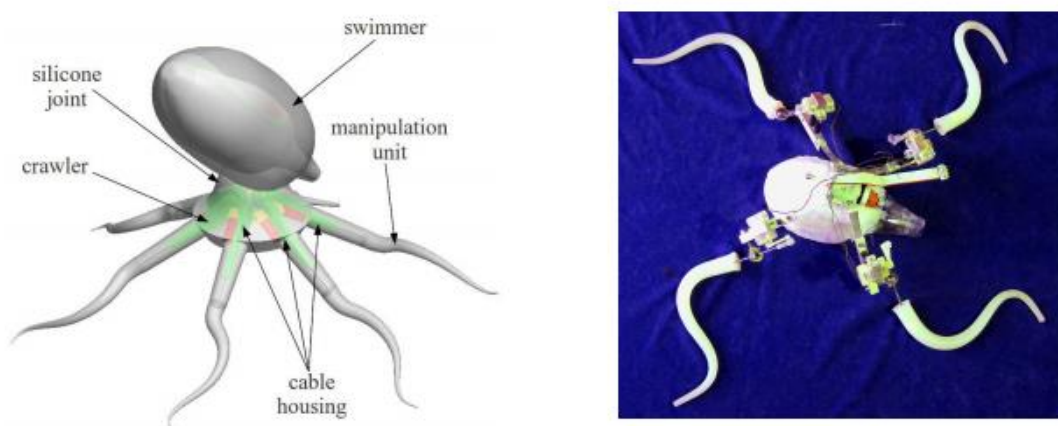 swimmer
silicone
joint
manipulation
unit
crawler
cable
housing